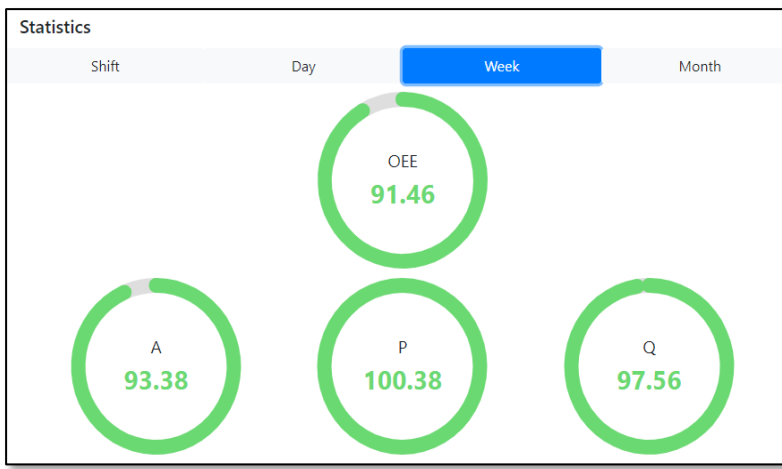 Statistics
Shift Day Week Month
OEE
91.46
A P Q
93.38 100.38 97.56